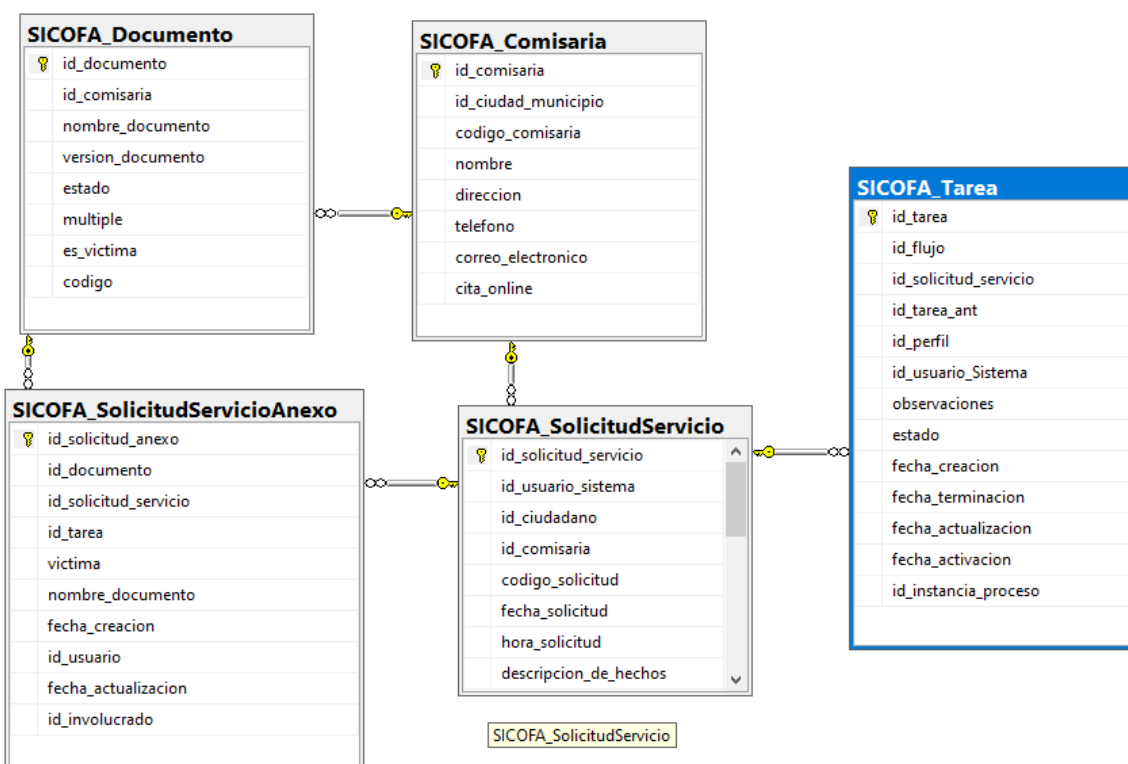 SICOFA_Documento
id_documento
id_comisaria
nombre_documento
version_documento
estado
multiple
es_victima
codigo
SICOFA_Comisaria
id_comisaria
id_ciudad_municipio
codigo_comisaria
nombre
direccion
telefono
correo_electronico
cita_online
SICOFA_Tarea
id_tarea
id_flujo
id_solicitud_servicio
id_tarea_ant
id_perfil
id_usuario_Sistema
observaciones
estado
fecha_creacion
fecha_terminacion
fecha_actualizacion
fecha_activacion
id_instancia_proceso
SICOFA_SolicitudServicioAnexo
id_solicitud_anexo
id_documento
id_solicitud_servicio
id_tarea
victima
nombre_documento
fecha_creacion
id_usuario
fecha_actualizacion
id_involucrado
SICOFA_SolicitudServicio
id_solicitud_servicio
id_usuario_sistema
id_ciudadano
id_comisaria
codigo_solicitud
fecha_solicitud
hora_solicitud
descripcion_de_hechos
SICOFA_SolicitudServicio